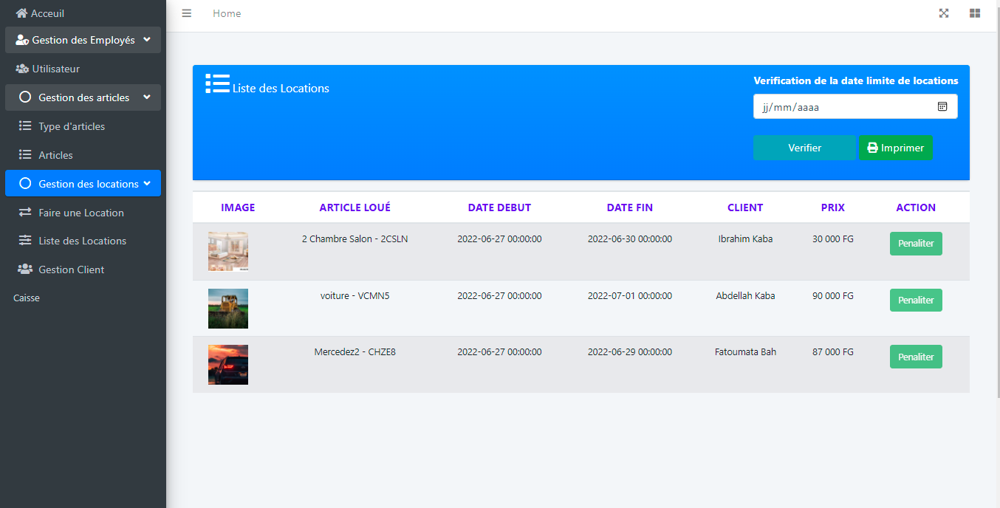 Acceuil
Gestion des Employés
Utilisateur
Gestion des articles
Type d'articles
Articles
Gestion des locations
Faire une Location
Liste des Locations
Gestion Client
Caisse
Home
Liste des Locations
Verification de la date limite de locations
jj/mm/aaaa
Verifier Imprimer
IMAGE ARTICLE LOUÉ DATE DEBUT DATE FIN CLIENT PRIX ACTION
2 Chambre Salon - 2CSLN 2022-06-27 00:00:00 2022-06-30 00:00:00 Ibrahim Kaba 30 000 FG Penaliter
voiture - VCMN5 2022-06-27 00:00:00 2022-07-01 00:00:00 Abdellah Kaba 90 000 FG Penaliter
Mercedez2 - CHZE8 2022-06-27 00:00:00 2022-06-29 00:00:00 Fatoumata Bah 87 000 FG Penaliter